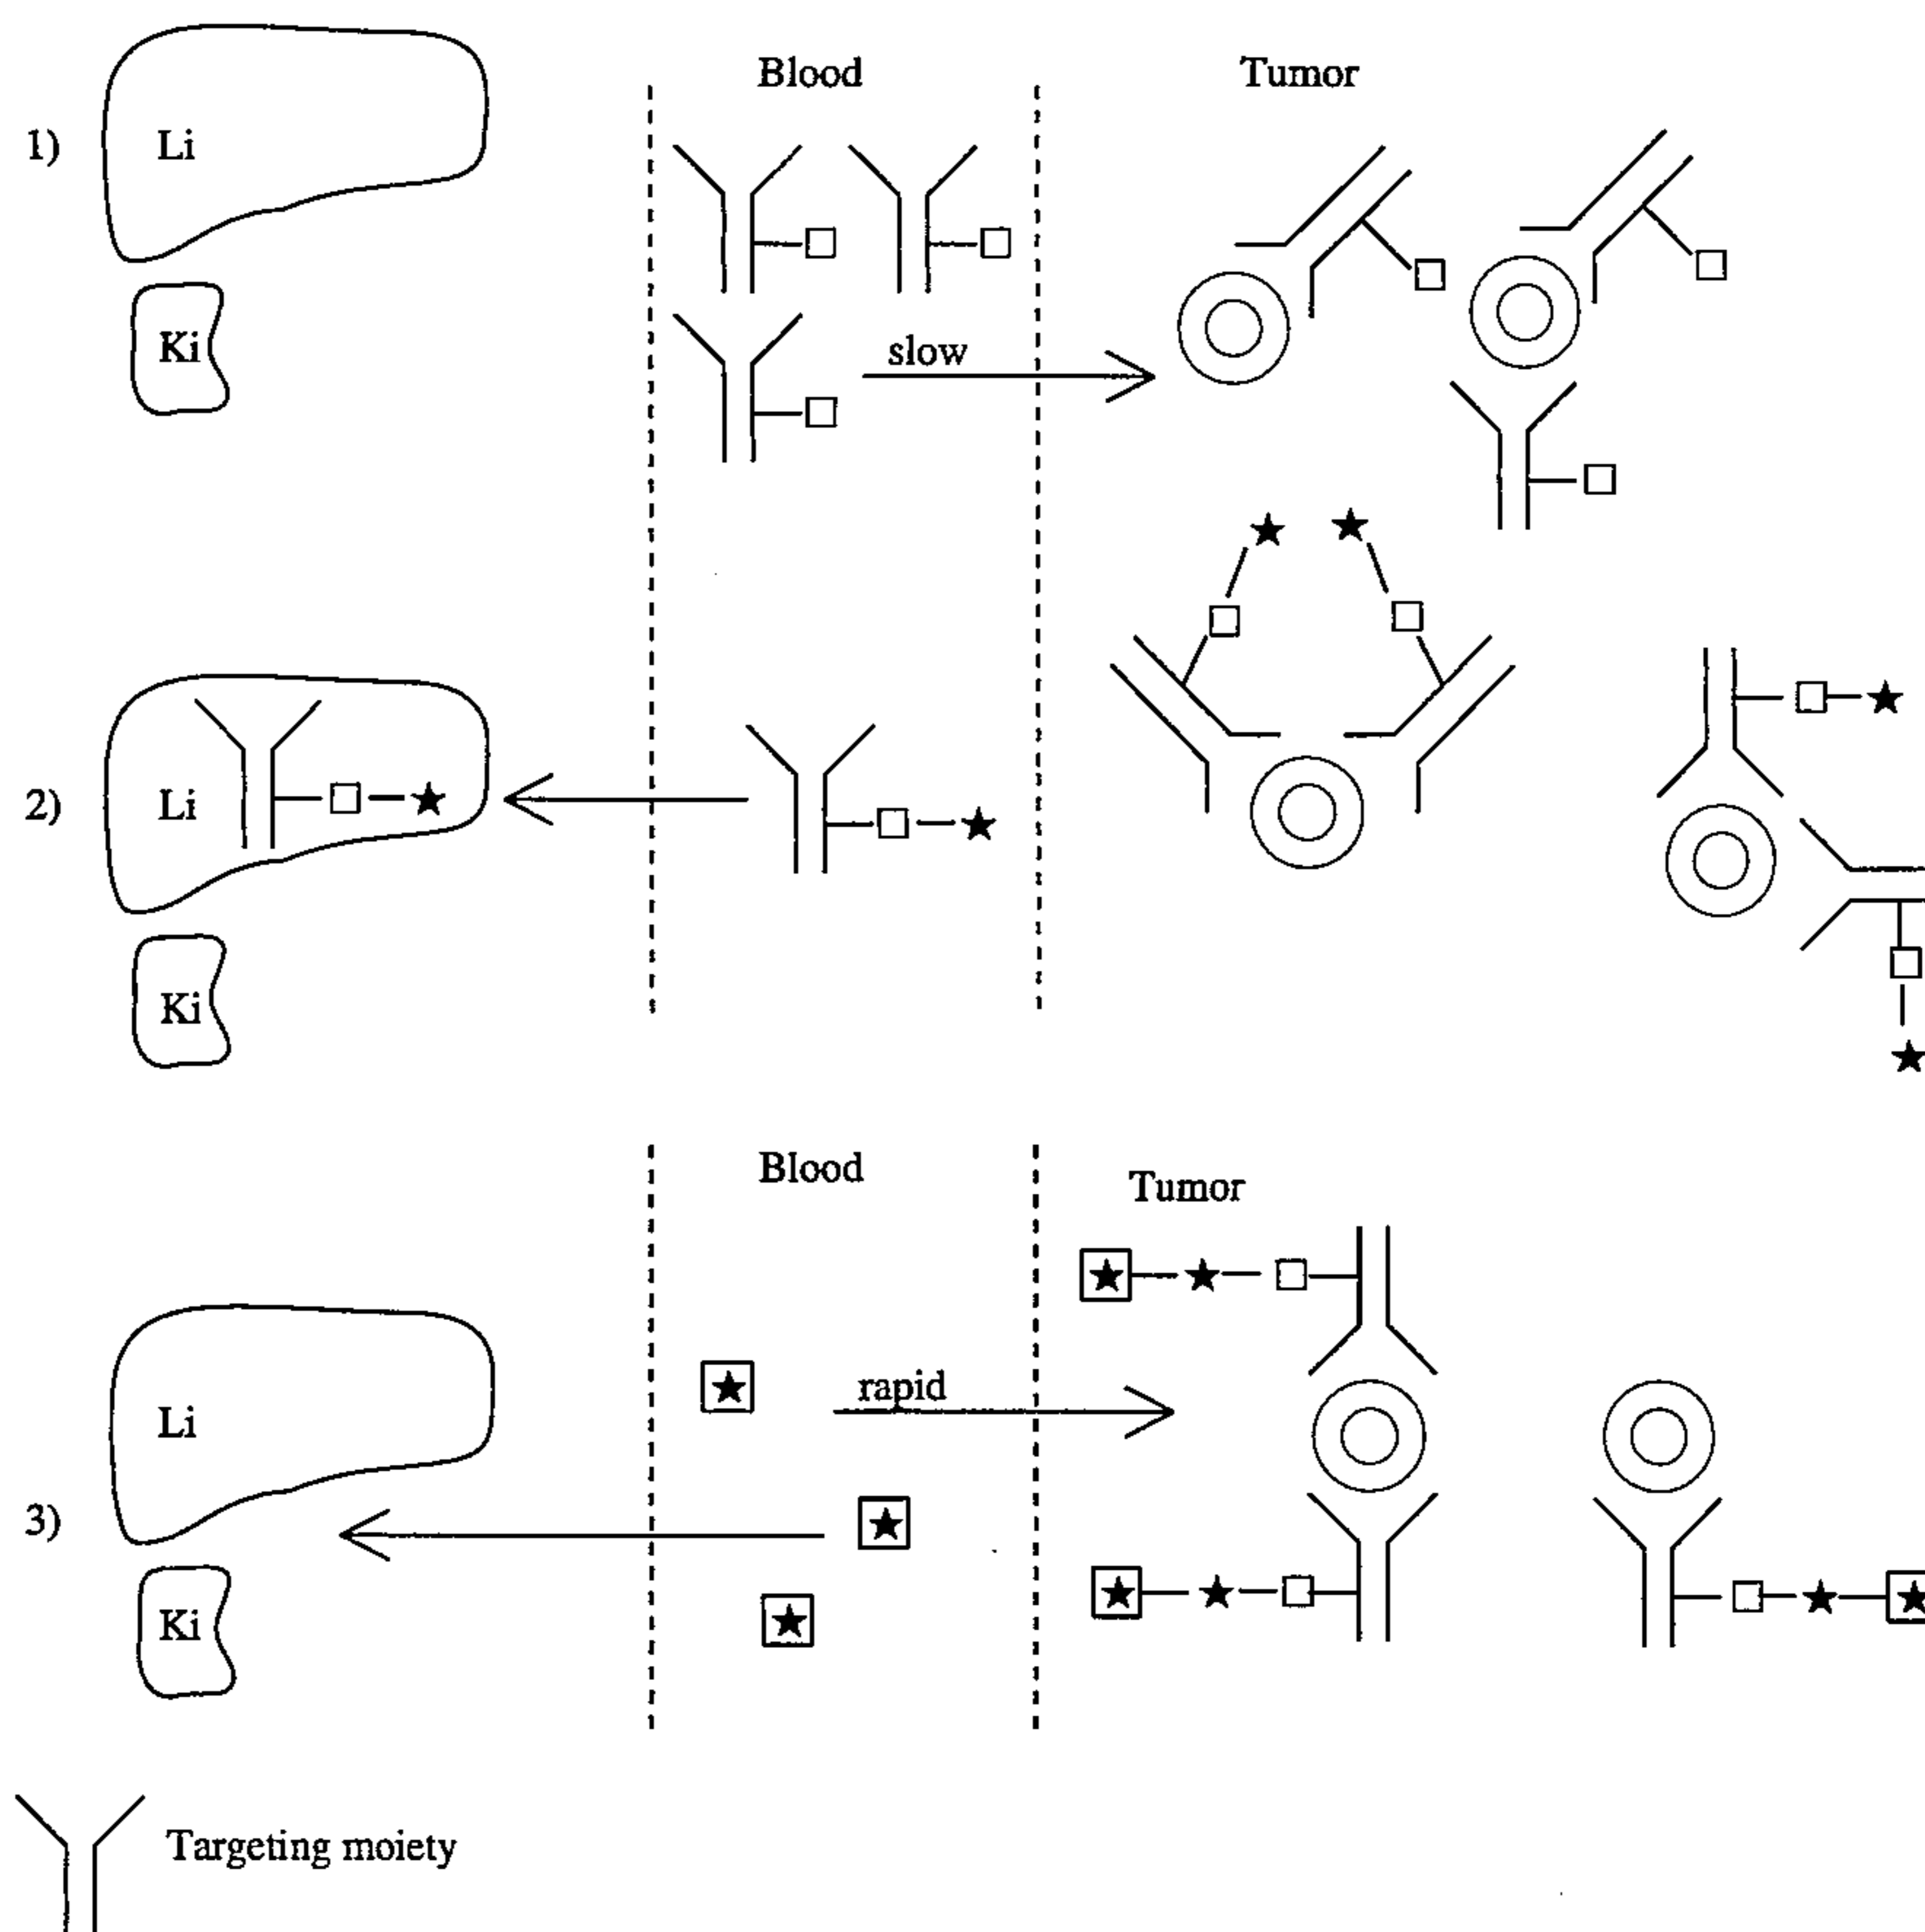 Blood
Tumor
1)
Li
Ki
slow
2)
Li
Ki
Blood
Tumor
rapid
Li
3)
Ki
Targeting moiety